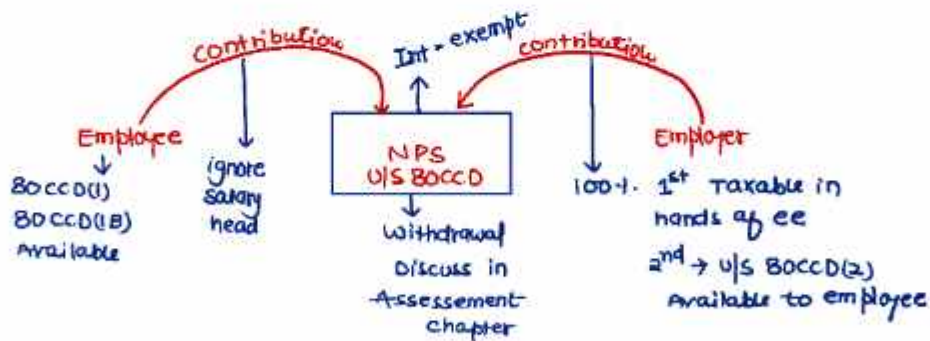 contribution
Int = exempt
contribution
Employee
80CCD(1)
80CCD(1B)
Available
ignore
salary
head
NPS
U/S 80CCD
Withdrawal
Discuss in
Assessement
chapter
Employer
100%. 1st Taxable in
hands of ee
2nd → U/S 80CCD(2)
Available to employee